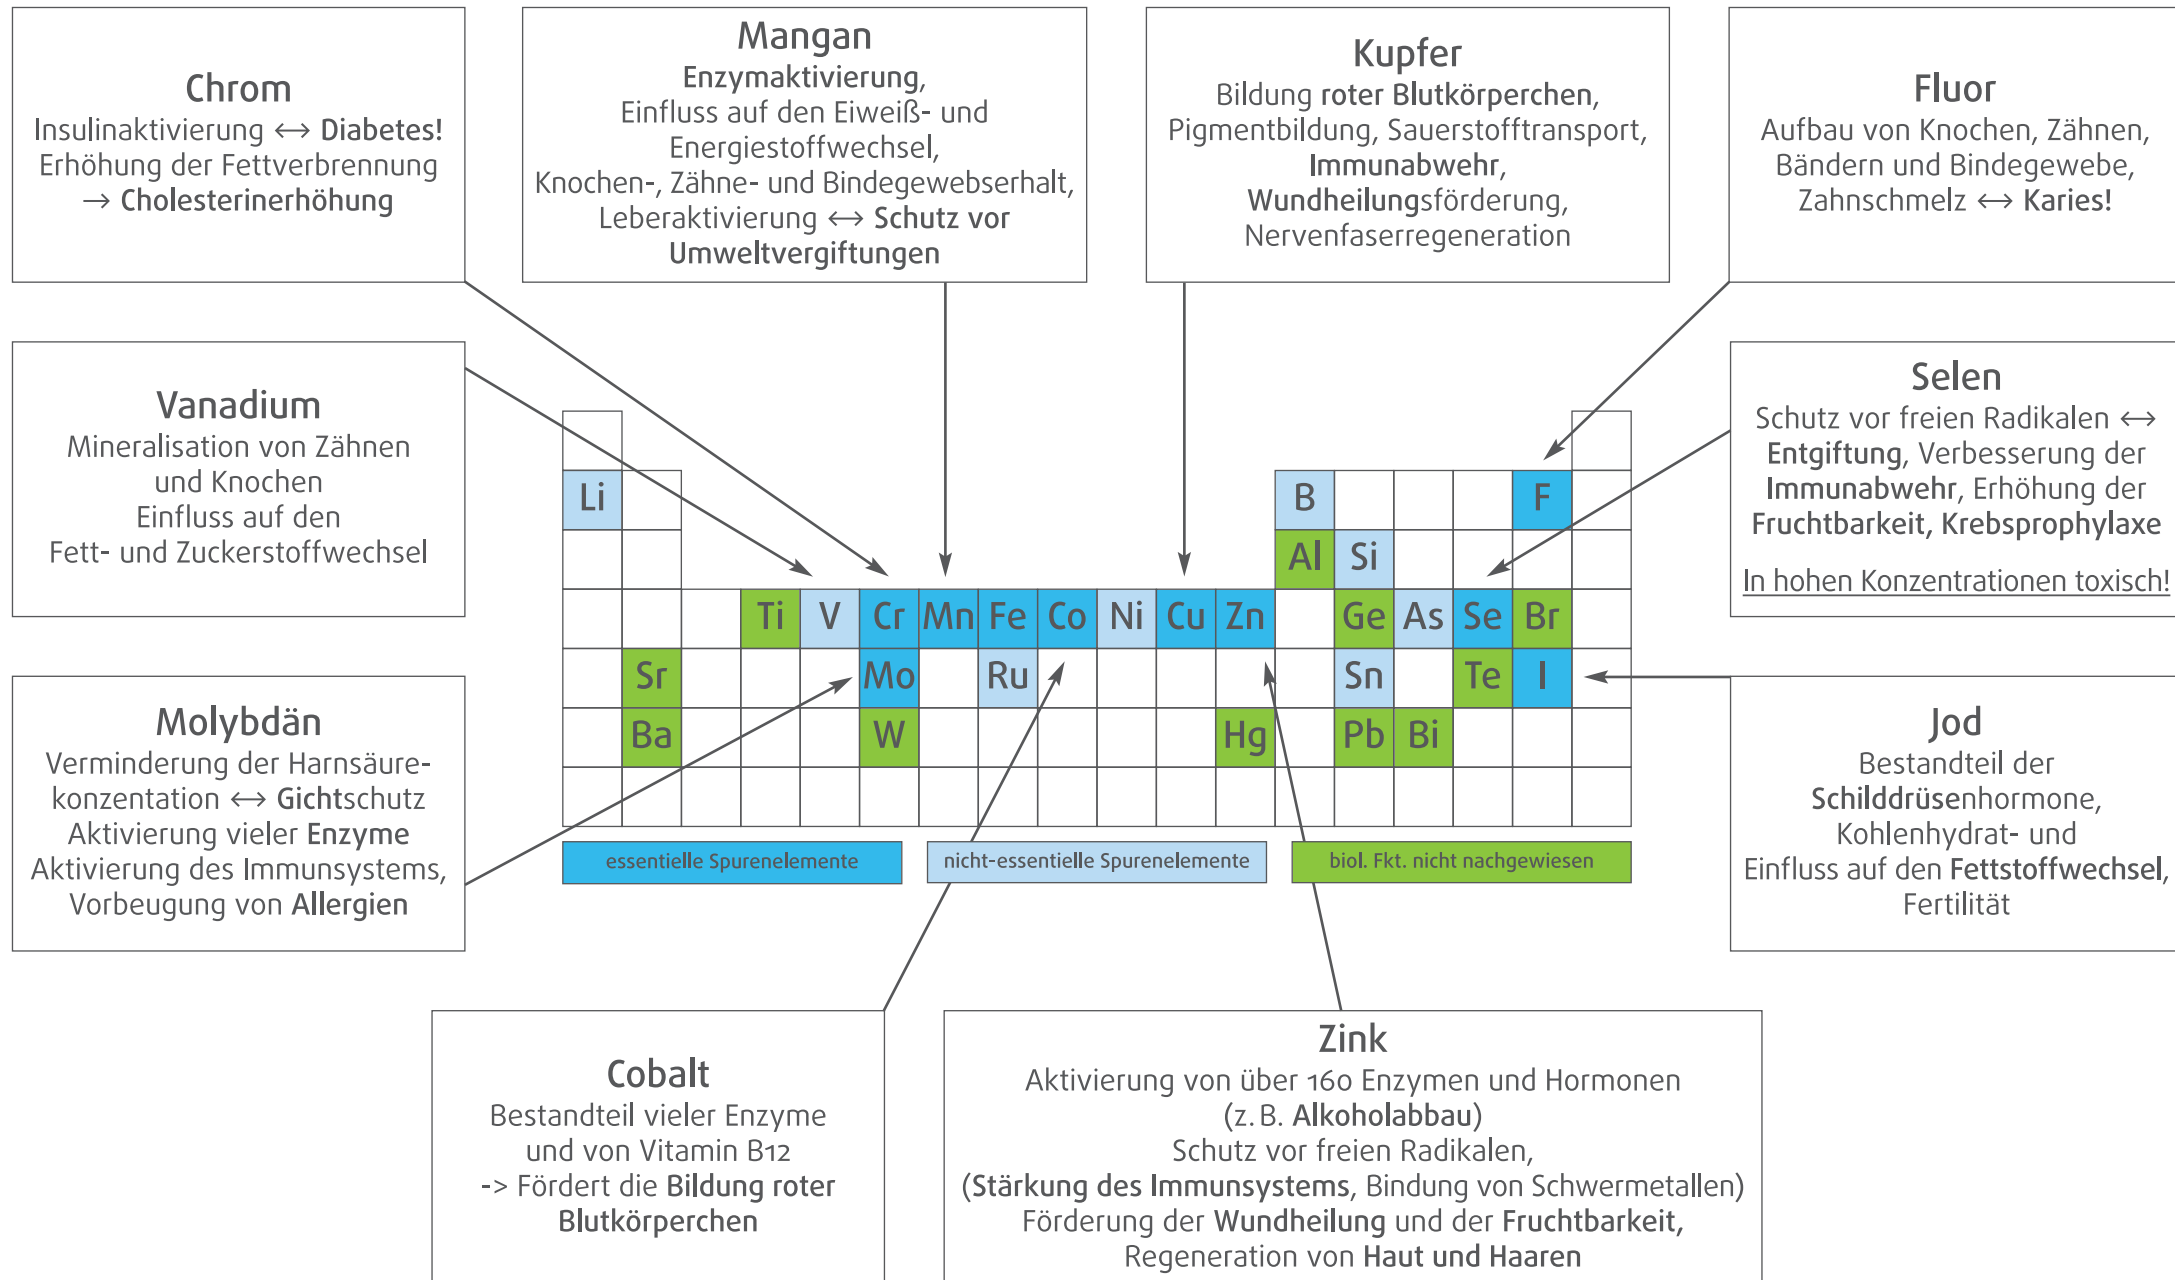 Chrom
Insulinaktivierung ↔ Diabetes!
Erhöhung der Fettverbrennung
→ Cholesterinerhöhung
Mangan
Enzymaktivierung,
Einfluss auf den Eiweiß- und
Energiestoffwechsel,
Knochen-, Zähne- und Bindegewebserhalt,
Leberaktivierung ↔ Schutz vor
Umweltvergiftungen
Kupfer
Bildung roter Blutkörperchen,
Pigmentbildung, Sauerstofftransport,
Immunabwehr,
Wundheilungsförderung,
Nervenfaserregeneration
Fluor
Aufbau von Knochen, Zähnen,
Bändern und Bindegewebe,
Zahnschmelz ↔ Karies!
Vanadium
Mineralisation von Zähnen
und Knochen
Einfluss auf den
Fett- und Zuckerstoffwechsel
Selen
Schutz vor freien Radikalen ↔
Entgiftung, Verbesserung der
Immunabwehr, Erhöhung der
Fruchtbarkeit, Krebsprophylaxe
In hohen Konzentrationen toxisch!
Li B F
Al Si
Ti V Cr Mn Fe Co Ni Cu Zn Ge As Se Br
Sr Mo Ru Sn Te I
Ba W Hg Pb Bi
essentielle Spurenelemente
nicht-essentielle Spurenelemente
biol. Fkt. nicht nachgewiesen
Molybdän
Verminderung der Harnsäure-
konzentation ↔ Gichtschutz
Aktivierung vieler Enzyme
Aktivierung des Immunsystems,
Vorbeugung von Allergien
Jod
Bestandteil der
Schilddrüsenhormone,
Kohlenhydrat- und
Einfluss auf den Fettstoffwechsel,
Fertilität
Cobalt
Bestandteil vieler Enzyme
und von Vitamin B12
-> Fördert die Bildung roter
Blutkörperchen
Zink
Aktivierung von über 160 Enzymen und Hormonen
(z. B. Alkoholabbau)
Schutz vor freien Radikalen,
(Stärkung des Immunsystems, Bindung von Schwermetallen)
Förderung der Wundheilung und der Fruchtbarkeit,
Regeneration von Haut und Haaren